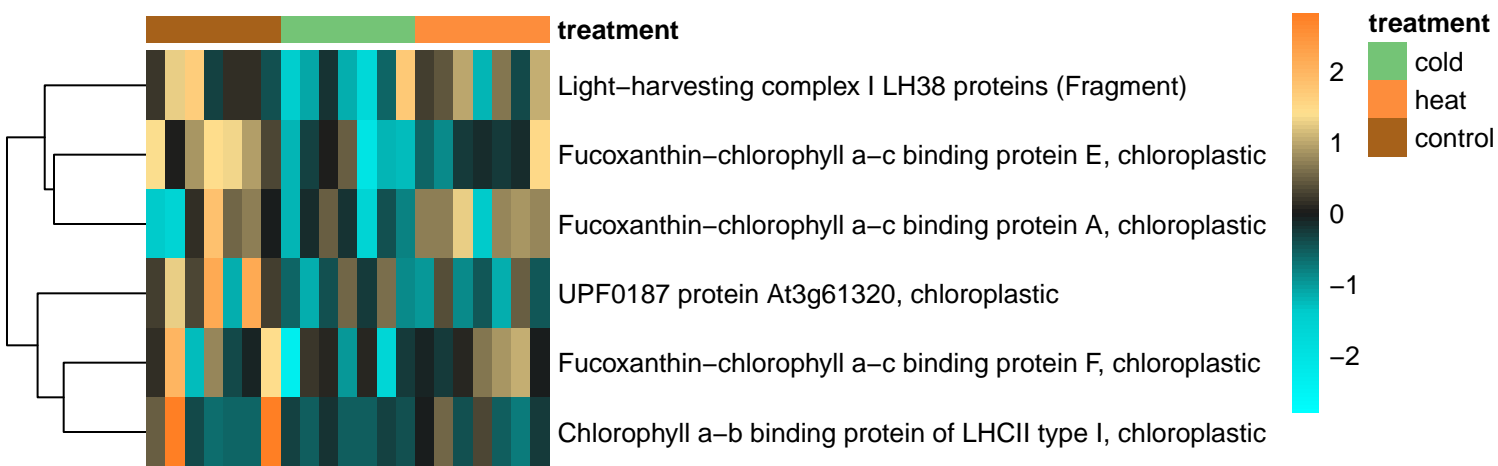 treatment
Light−harvesting complex I LH38 proteins (Fragment)
Fucoxanthin−chlorophyll a−c binding protein E, chloroplastic
Fucoxanthin−chlorophyll a−c binding protein A, chloroplastic
UPF0187 protein At3g61320, chloroplastic
Fucoxanthin−chlorophyll a−c binding protein F, chloroplastic
Chlorophyll a−b binding protein of LHCII type I, chloroplastic
2
1
0
−1
−2
treatment
cold
heat
control